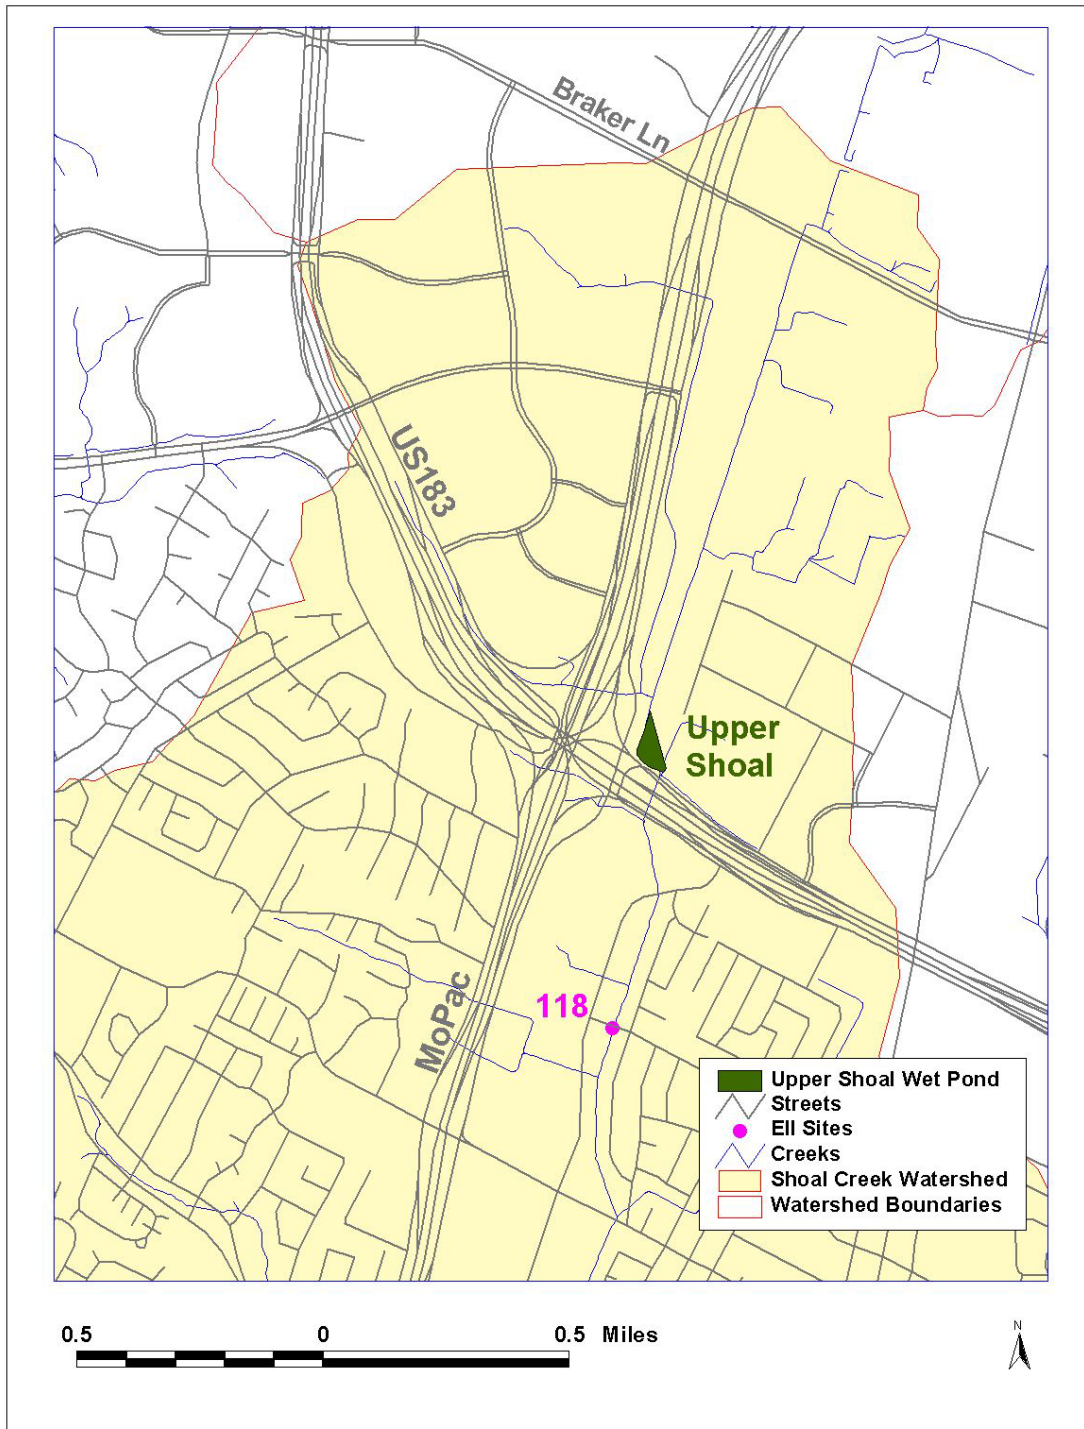 Braker Ln
US183
Upper
Shoal
MoPac
118
Upper Shoal Wet Pond
Streets
EII Sites
Creeks
Shoal Creek Watershed
Watershed Boundaries
0.5 0 0.5 Miles
N